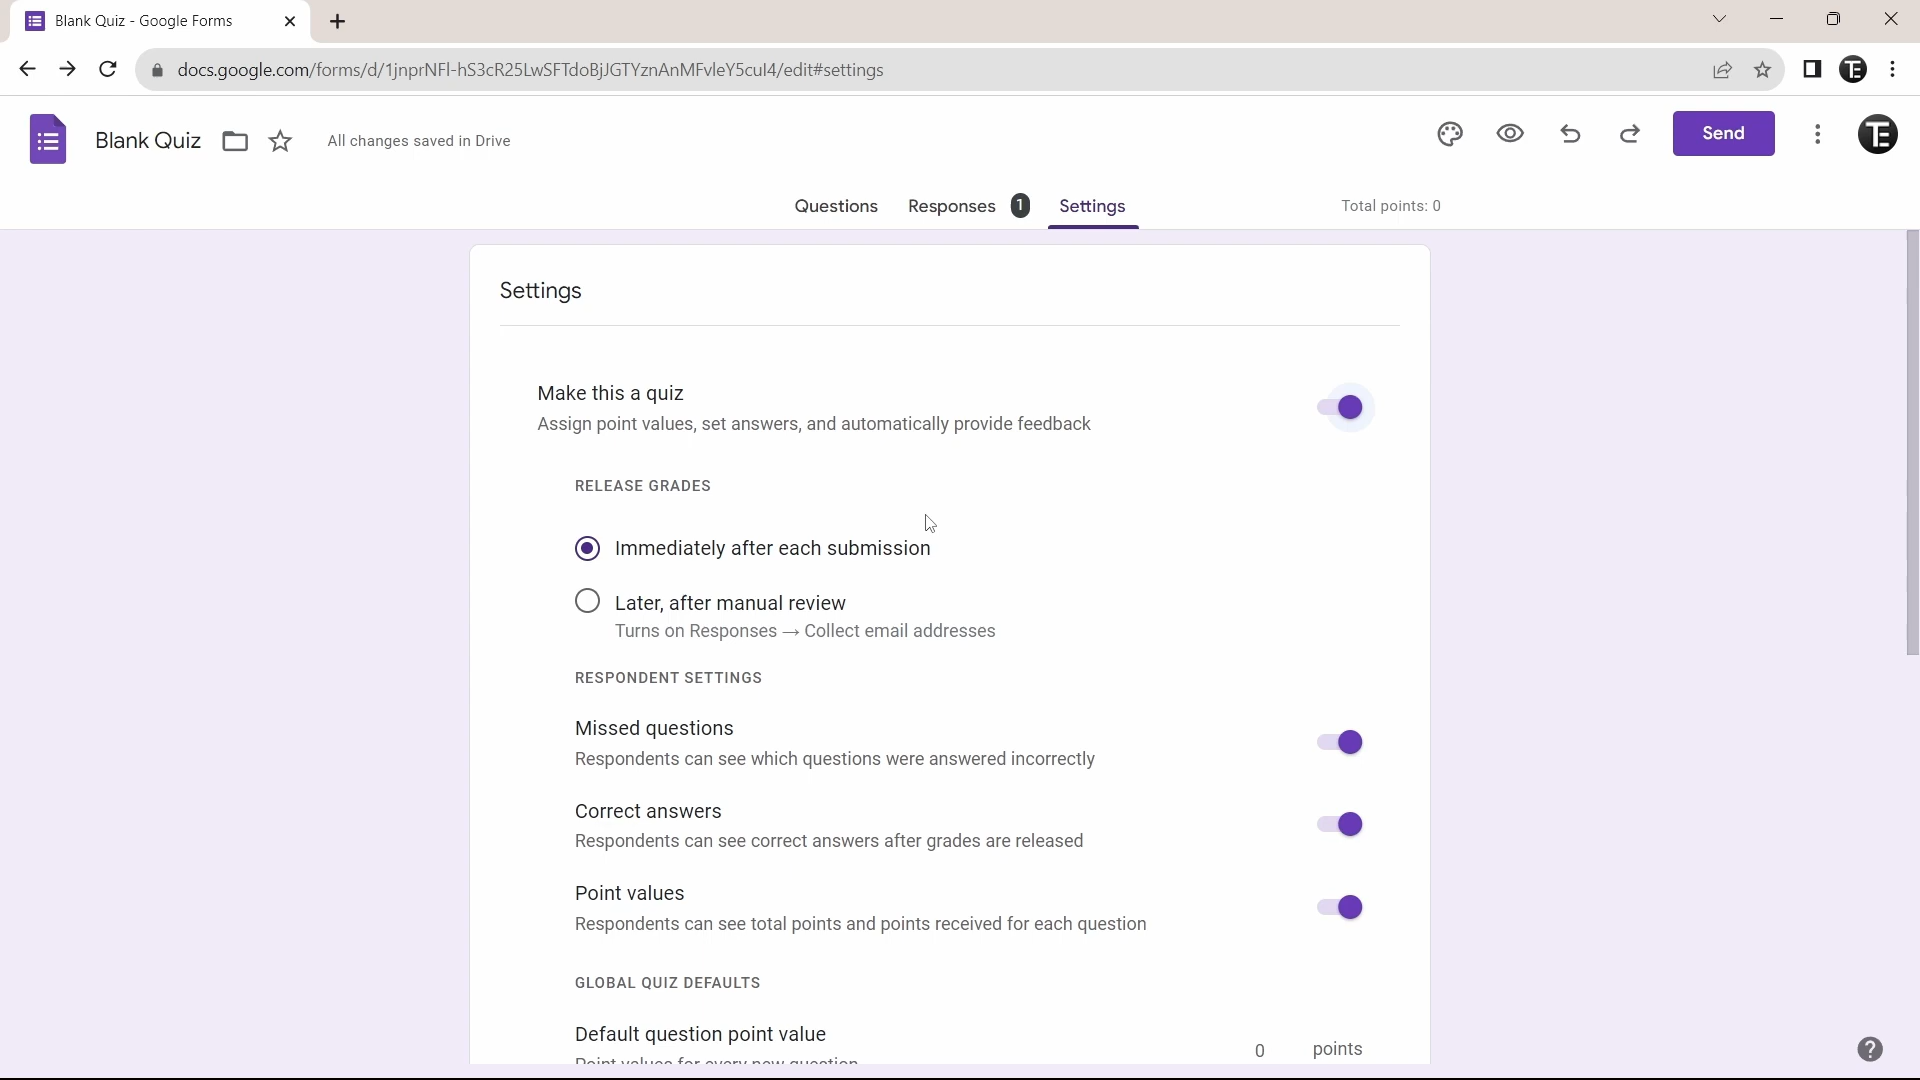 Blank Quiz - Google Forms
docs.google.com/forms/d/1jnprNFl-hS3cR25LwSFTdoBjJGTYznAnMFvleY5cul4/edit#settings
Blank Quiz
All changes saved in Drive
Send
Questions
Responses 1
Settings
Total points: 0
Settings
Make this a quiz
Assign point values, set answers, and automatically provide feedback
RELEASE GRADES
Immediately after each submission
Later, after manual review
Turns on Responses → Collect email addresses
RESPONDENT SETTINGS
Missed questions
Respondents can see which questions were answered incorrectly
Correct answers
Respondents can see correct answers after grades are released
Point values
Respondents can see total points and points received for each question
GLOBAL QUIZ DEFAULTS
Default question point value
0 points
Point values for every new question